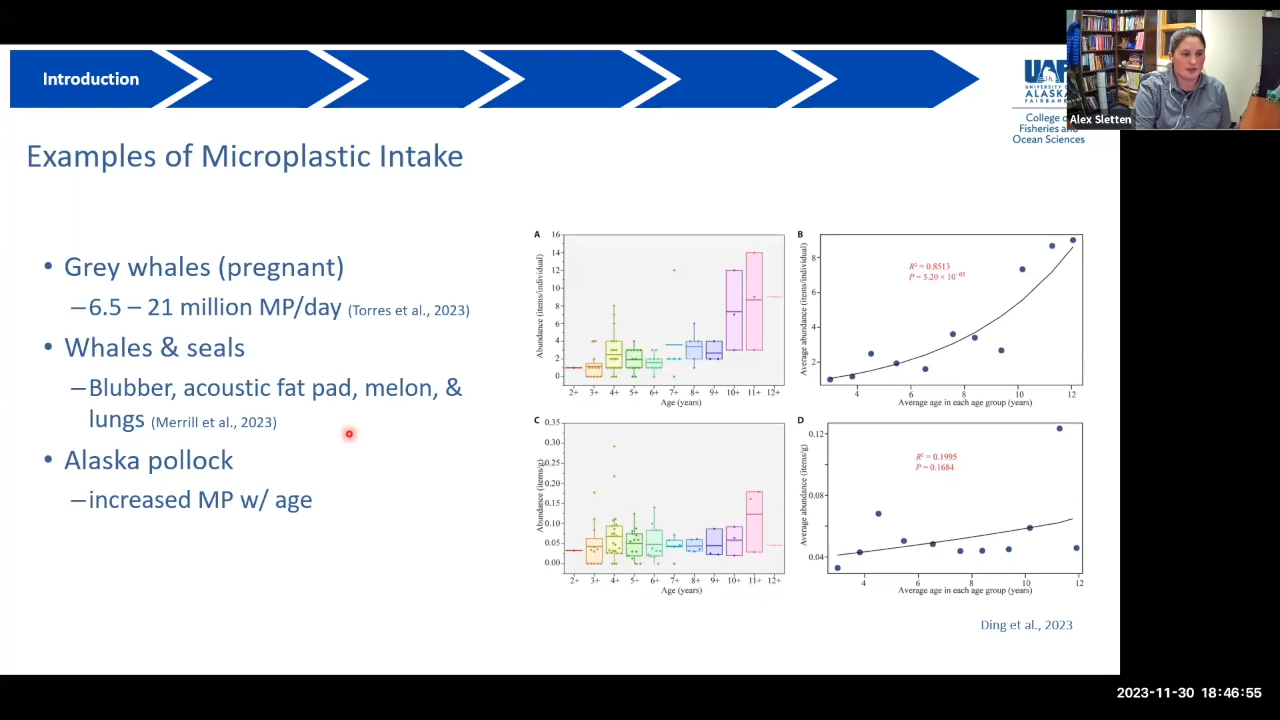 Introduction
UAF
UNIVERSITY OF
ALASKA
FAIRBANKS
College of
Fisheries and
Ocean Sciences
Alex Sletten
Examples of Microplastic Intake
• Grey whales (pregnant)
–6.5 – 21 million MP/day (Torres et al., 2023)
• Whales & seals
–Blubber, acoustic fat pad, melon, &
lungs (Merrill et al., 2023)
• Alaska pollock
–increased MP w/ age
A
Abundance (items/individual)
16
14
12
10
8
6
4
2
0
2+ 3+ 4+ 5+ 6+ 7+ 8+ 9+ 10+ 11+ 12+
Age (years)
B
Average abundance (items/individual)
8
6
4
2
R² = 0.8513
P = 5.20 × 10⁻⁰⁵
4 6 8 10 12
Average age in each age group (years)
C
Abundance (items/g)
0.35
0.30
0.25
0.20
0.15
0.10
0.05
0.00
2+ 3+ 4+ 5+ 6+ 7+ 8+ 9+ 10+ 11+ 12+
Age (years)
D
Average abundance (items/g)
0.12
0.08
0.04
R² = 0.1995
P = 0.1684
4 6 8 10 12
Average age in each age group (years)
Ding et al., 2023
2023-11-30 18:46:55